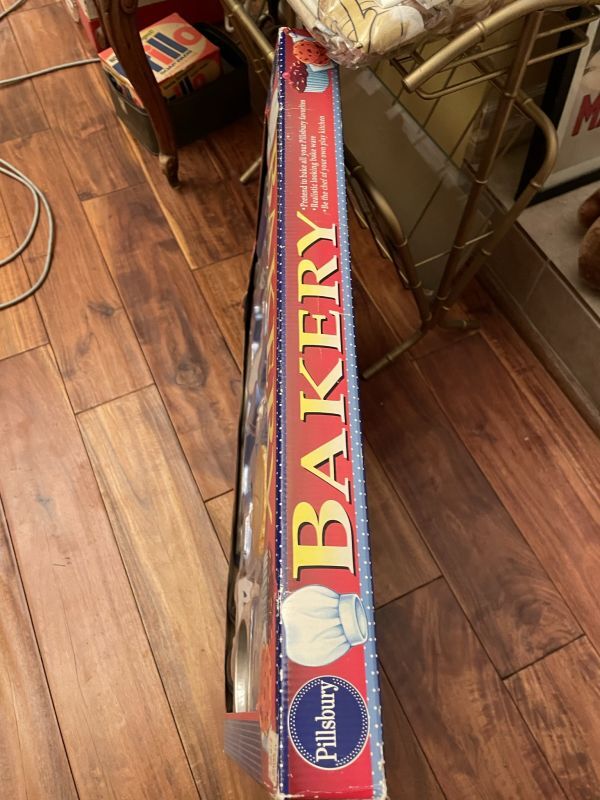 Pillsbury
BAKERY
• Pretend to bake all your Pillsbury favorites
• Realistic looking bake ware
• Be the chef of your own play kitchen